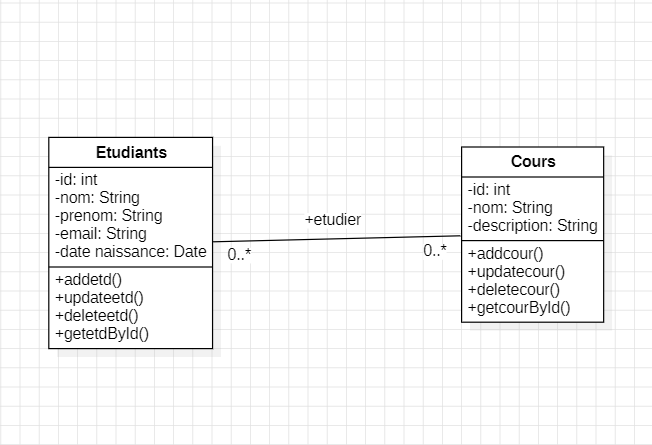 Etudiants
-id: int
-nom: String
-prenom: String
-email: String
-date naissance: Date
+addetd()
+updateetd()
+deleteetd()
+getetdById()
+etudier
0..*
0..*
Cours
-id: int
-nom: String
-description: String
+addcour()
+updatecour()
+deletecour()
+getcourById()